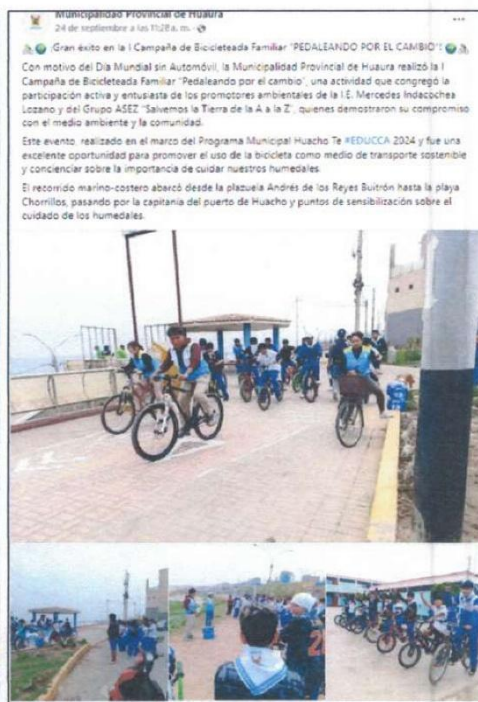 Municipalidad Provincial de Huaura
24 de septiembre a las 11:28 a. m. ·
¡Gran éxito en la I Campaña de Bicicleteada Familiar "PEDALEANDO POR EL CAMBIO"!
Con motivo del Día Mundial sin Automóvil, la Municipalidad Provincial de Huaura realizó la I
Campaña de Bicicleteada Familiar "Pedaleando por el cambio", una actividad que congregó la
participación activa y entusiasta de los promotores ambientales de la I.E. Mercedes Indacochea
Lozano y del Grupo ASEZ "Salvemos la Tierra de la A a la Z", quienes demostraron su compromiso
con el medio ambiente y la comunidad.
Este evento, realizado en el marco del Programa Municipal Huacho Te #EDUCCA 2024 y fue una
excelente oportunidad para promover el uso de la bicicleta como medio de transporte sostenible
y concienciar sobre la importancia de cuidar nuestros humedales.
El recorrido marino-costero abarcó desde la plazuela Andrés de los Reyes Buitrón hasta la playa
Chorrillos, pasando por la capitanía del puerto de Huacho y puntos de sensibilización sobre el
cuidado de los humedales.